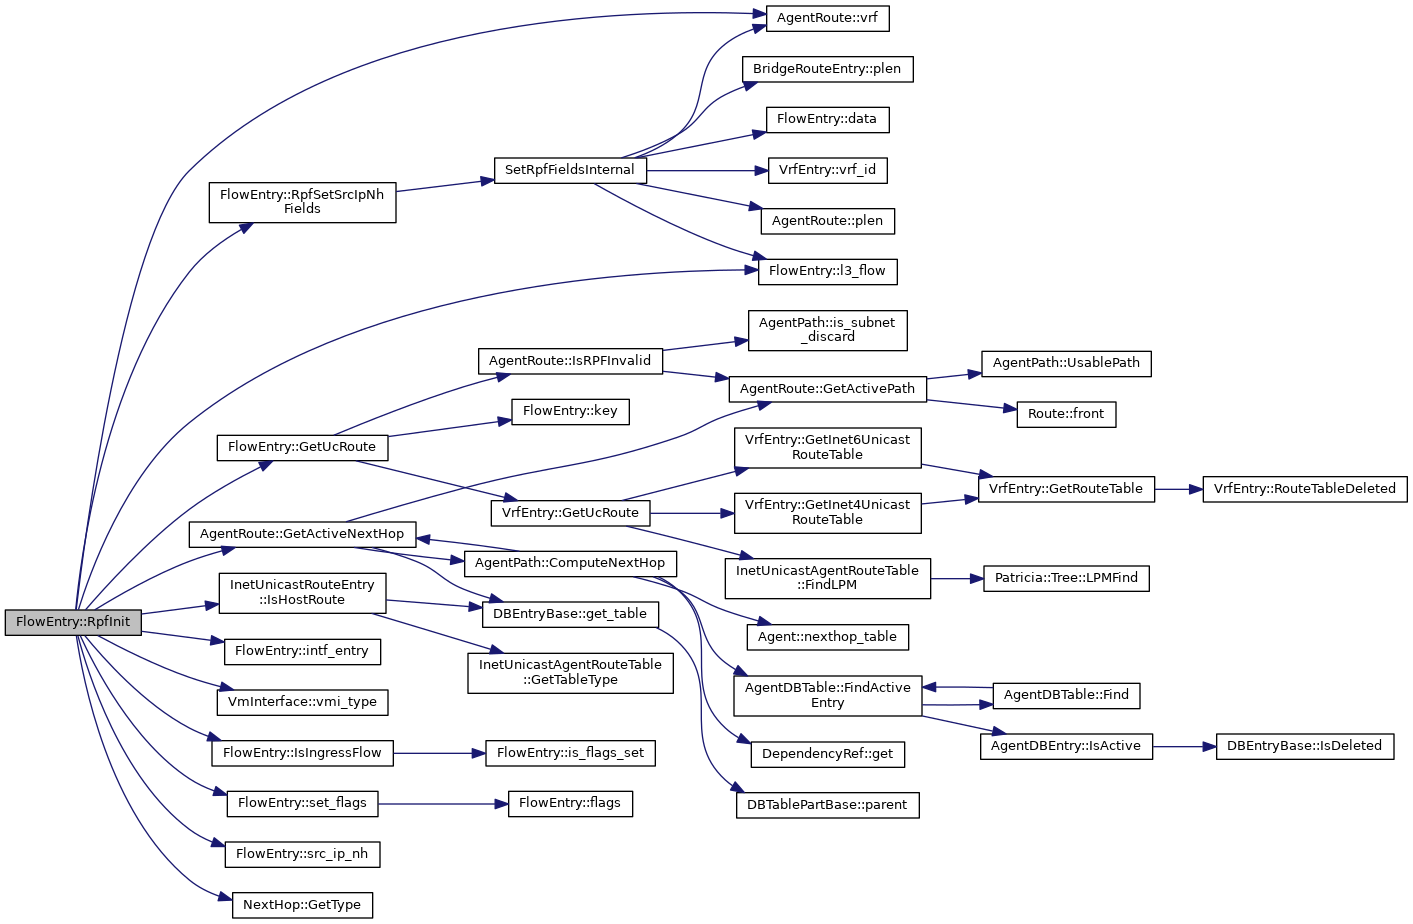 AgentRoute::vrf
BridgeRouteEntry::plen
FlowEntry::data
SetRpfFieldsInternal
VrfEntry::vrf_id
FlowEntry::RpfSetSrcIpNh
Fields
AgentRoute::plen
FlowEntry::l3_flow
AgentPath::is_subnet
_discard
AgentRoute::IsRPFInvalid
AgentPath::UsablePath
AgentRoute::GetActivePath
FlowEntry::key
Route::front
FlowEntry::GetUcRoute
VrfEntry::GetInet6Unicast
RouteTable
VrfEntry::GetRouteTable
VrfEntry::RouteTableDeleted
VrfEntry::GetUcRoute
VrfEntry::GetInet4Unicast
RouteTable
AgentRoute::GetActiveNextHop
AgentPath::ComputeNextHop
InetUnicastAgentRouteTable
::FindLPM
Patricia::Tree::LPMFind
InetUnicastRouteEntry
::IsHostRoute
DBEntryBase::get_table
FlowEntry::RpfInit
Agent::nexthop_table
FlowEntry::intf_entry
InetUnicastAgentRouteTable
::GetTableType
AgentDBTable::FindActive
Entry
AgentDBTable::Find
VmInterface::vmi_type
AgentDBEntry::IsActive
DBEntryBase::IsDeleted
FlowEntry::IsIngressFlow
FlowEntry::is_flags_set
DependencyRef::get
FlowEntry::set_flags
FlowEntry::flags
DBTablePartBase::parent
FlowEntry::src_ip_nh
NextHop::GetType